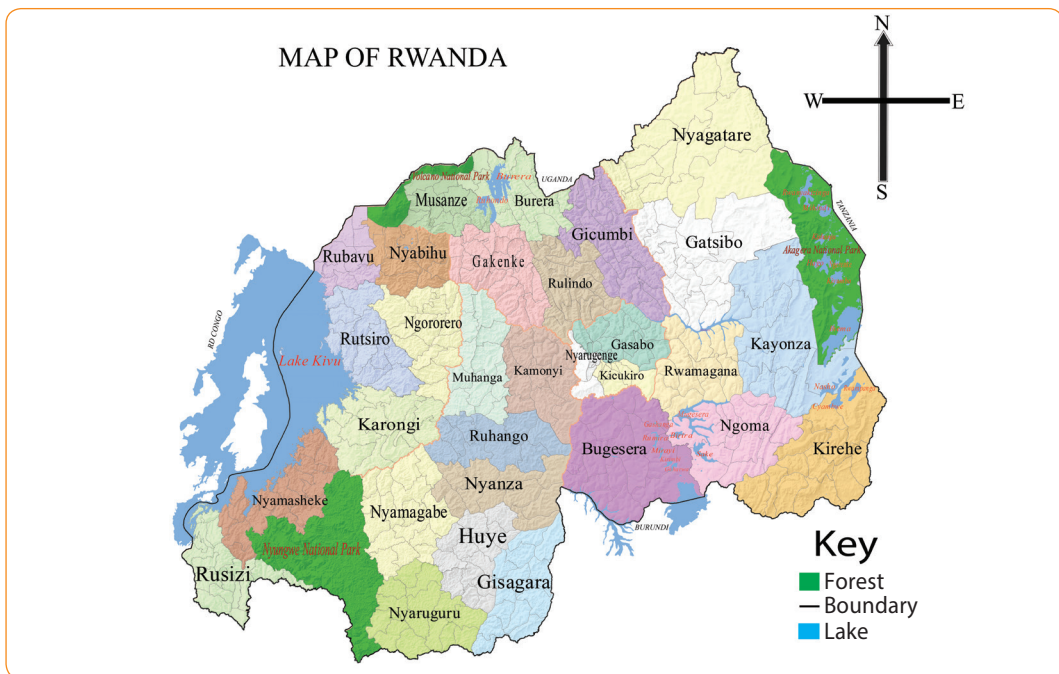 MAP OF RWANDA
N
W
E
S
Nyagatare
Volcano National Park
Burera
UGANDA
Musanze
Burera
TANZANIA
Gicumbi
Gatsibo
Akagera National Park
Rubavu
Nyabihu
Gakenke
Rulindo
RD CONGO
Ngororero
Rutsiro
Gasabo
Kayonza
Lake Kivu
Nyarugenge
Muhanga
Kamonyi
Kicukiro
Rwamagana
Karongi
Ruhango
Bugesera
Ngoma
Kirehe
Nyanza
Nyamasheke
Nyamagabe
BURUNDI
Huye
Nyungwe National Park
Rusizi
Gisagara
Nyaruguru
Key
Forest
Boundary
Lake